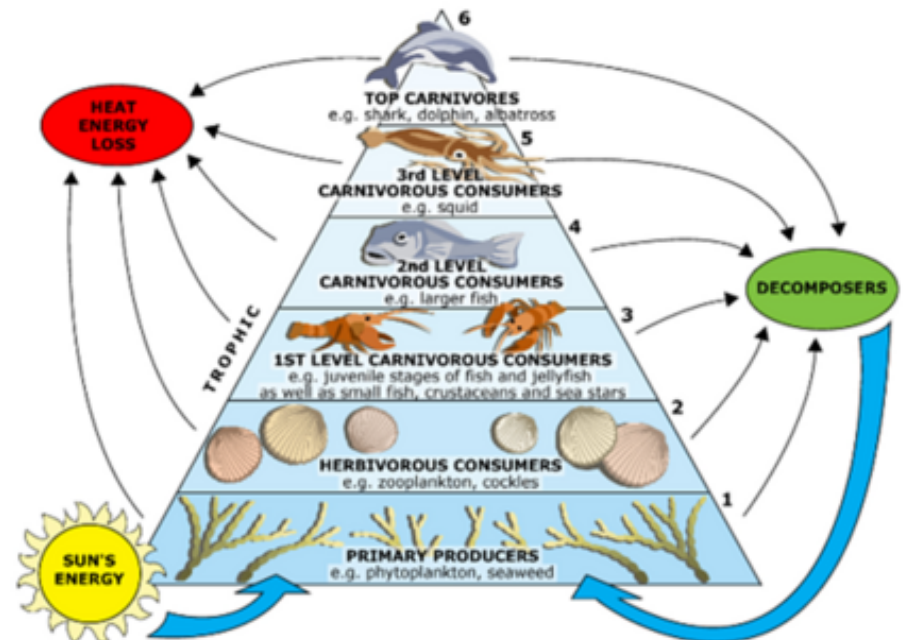 6
TOP CARNIVORES
e.g. shark, dolphin, albatross
HEAT
ENERGY
LOSS
5
3rd LEVEL
CARNIVOROUS CONSUMERS
e.g. squid
4
2nd LEVEL
CARNIVOROUS CONSUMERS
e.g. larger fish
DECOMPOSERS
3
TROPHIC
1ST LEVEL CARNIVOROUS CONSUMERS
e.g. juvenile stages of fish and jellyfish
as well as small fish, crustaceans and sea stars
2
HERBIVOROUS CONSUMERS
e.g. zooplankton, cockles
1
SUN'S
ENERGY
PRIMARY PRODUCERS
e.g. phytoplankton, seaweed